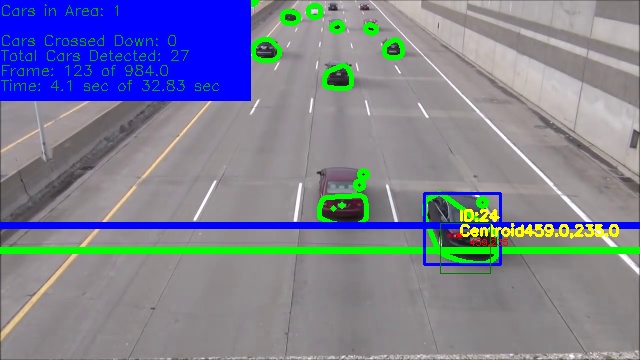 Cars in Area: 1
Cars Crossed Down: 0
Total Cars Detected: 27
Frame: 123 of 984.0
Time: 4.1 sec of 32.83 sec
ID:24
Centroid459.0,235.0